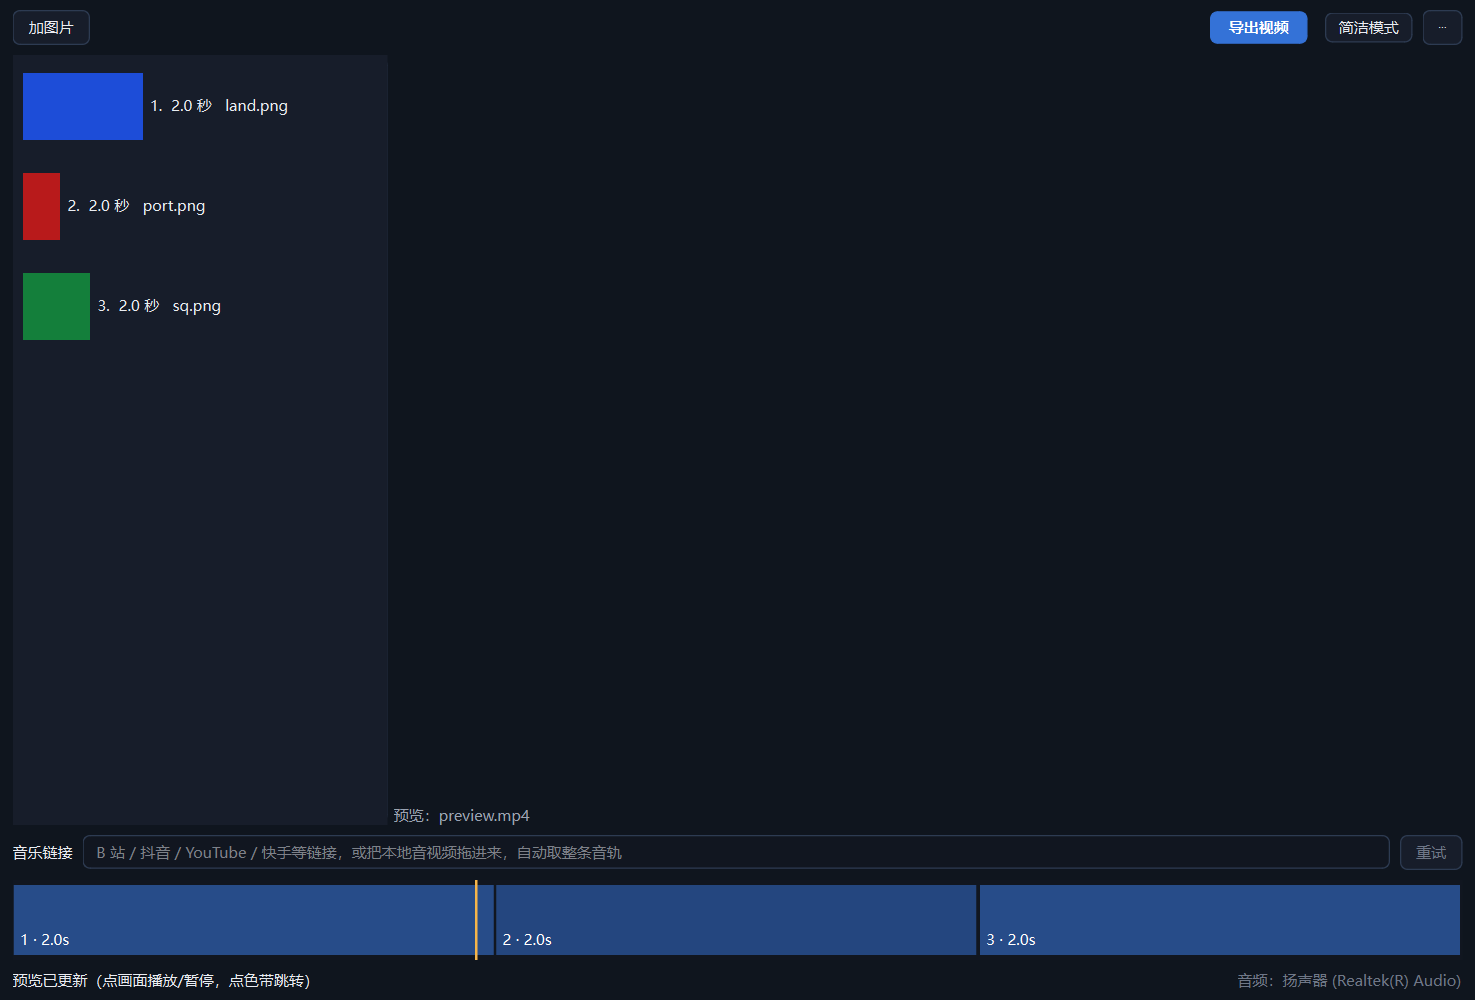 加图片
导出视频
简洁模式
...
1. 2.0 秒 land.png
2. 2.0 秒 port.png
3. 2.0 秒 sq.png
预览：preview.mp4
音乐链接
B 站 / 抖音 / YouTube / 快手等链接，或把本地音视频拖进来，自动取整条音轨
重试
1 · 2.0s
2 · 2.0s
3 · 2.0s
预览已更新（点画面播放/暂停，点色带跳转）
音频：扬声器 (Realtek(R) Audio)